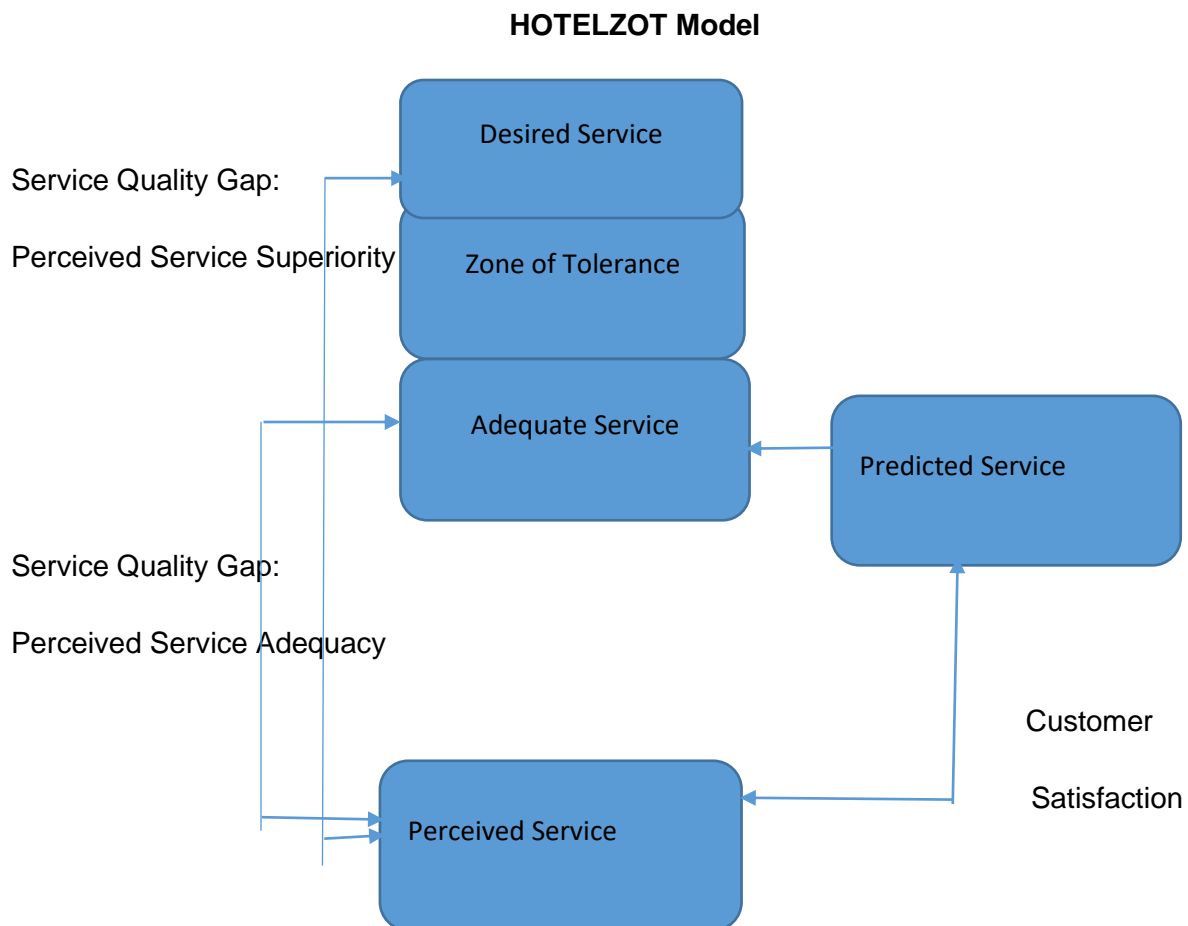 HOTELZOT Model
Desired Service
Service Quality Gap:
Perceived Service Superiority
Zone of Tolerance
Adequate Service
Predicted Service
Service Quality Gap:
Perceived Service Adequacy
Customer
Satisfaction
Perceived Service